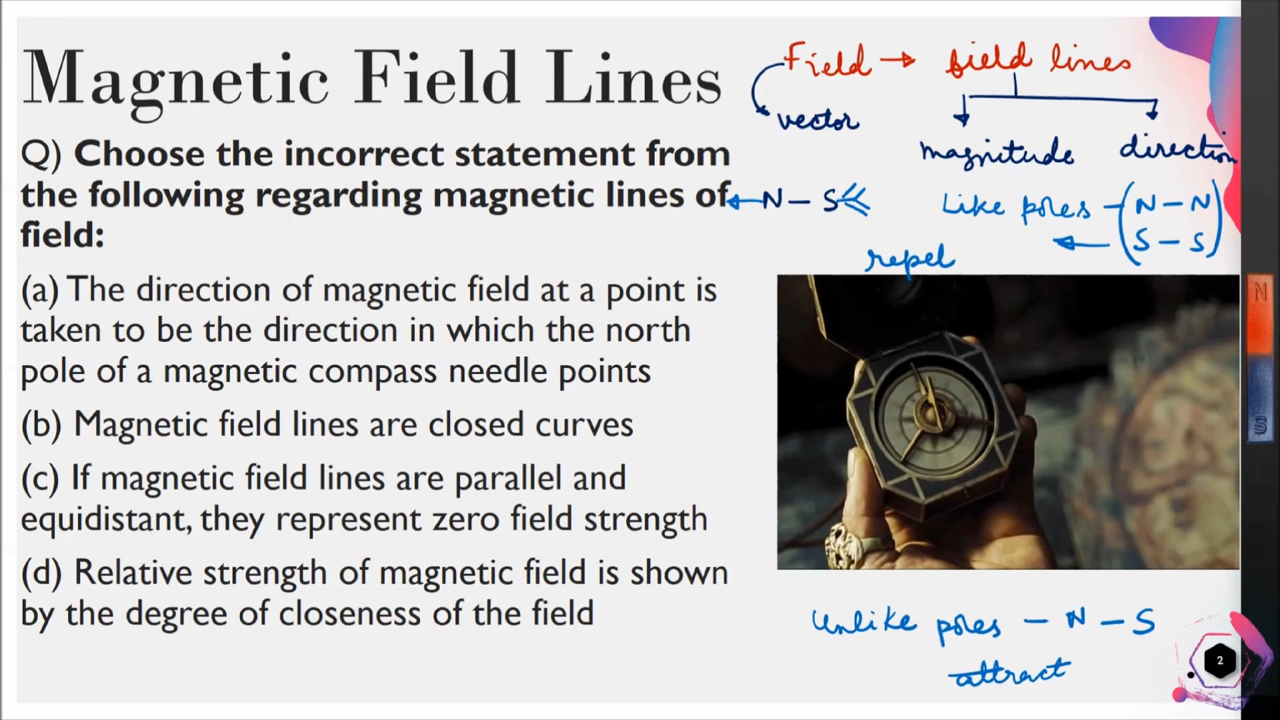 Magnetic Field Lines
Field → field lines
vector
magnitude direction
Q) Choose the incorrect statement from
the following regarding magnetic lines of
field:
N – S
Like poles – (N – N)
(S – S)
repel
(a) The direction of magnetic field at a point is
taken to be the direction in which the north
pole of a magnetic compass needle points
(b) Magnetic field lines are closed curves
(c) If magnetic field lines are parallel and
equidistant, they represent zero field strength
(d) Relative strength of magnetic field is shown
by the degree of closeness of the field
N
S
Unlike poles – N – S
attract
2